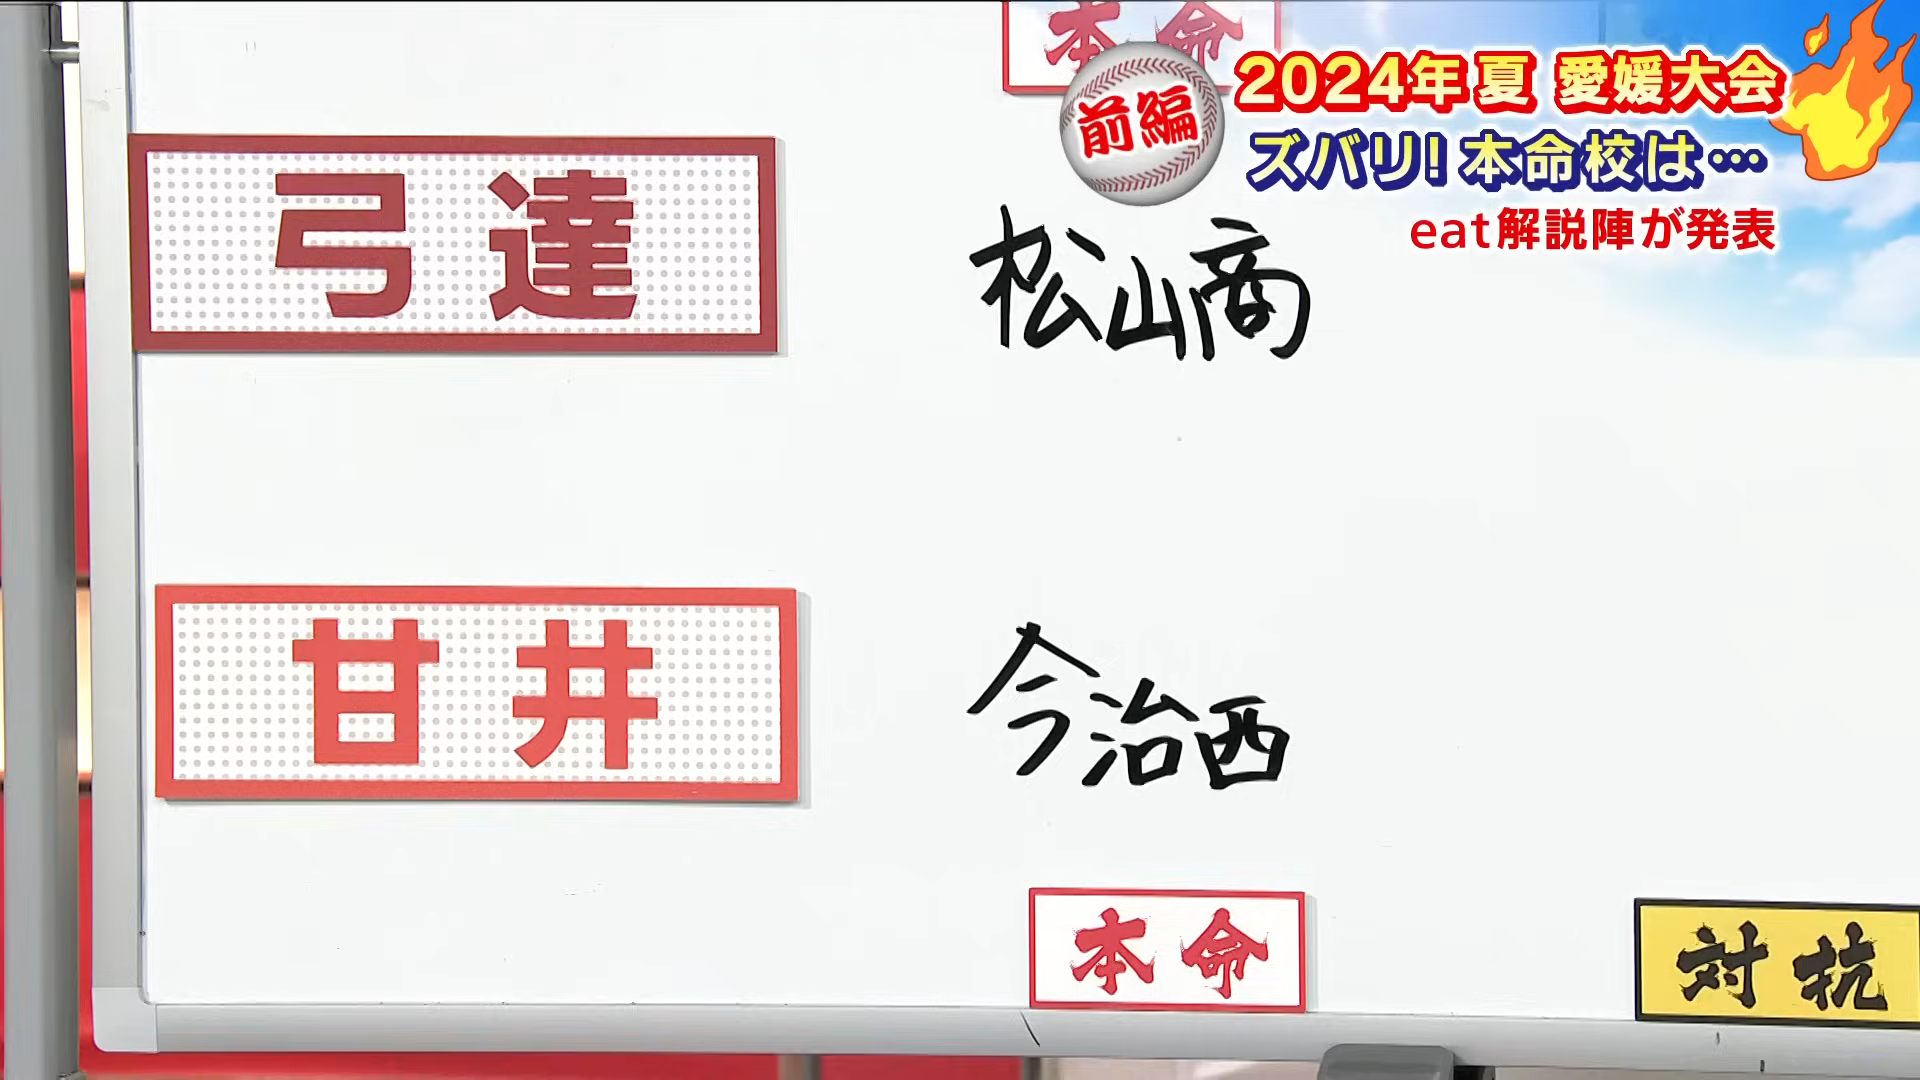 本命
前編
2024年 夏 愛媛大会
ズバリ!本命校は…
eat解説陣が発表
弓達
松山商
甘井
今治西
本命
対抗